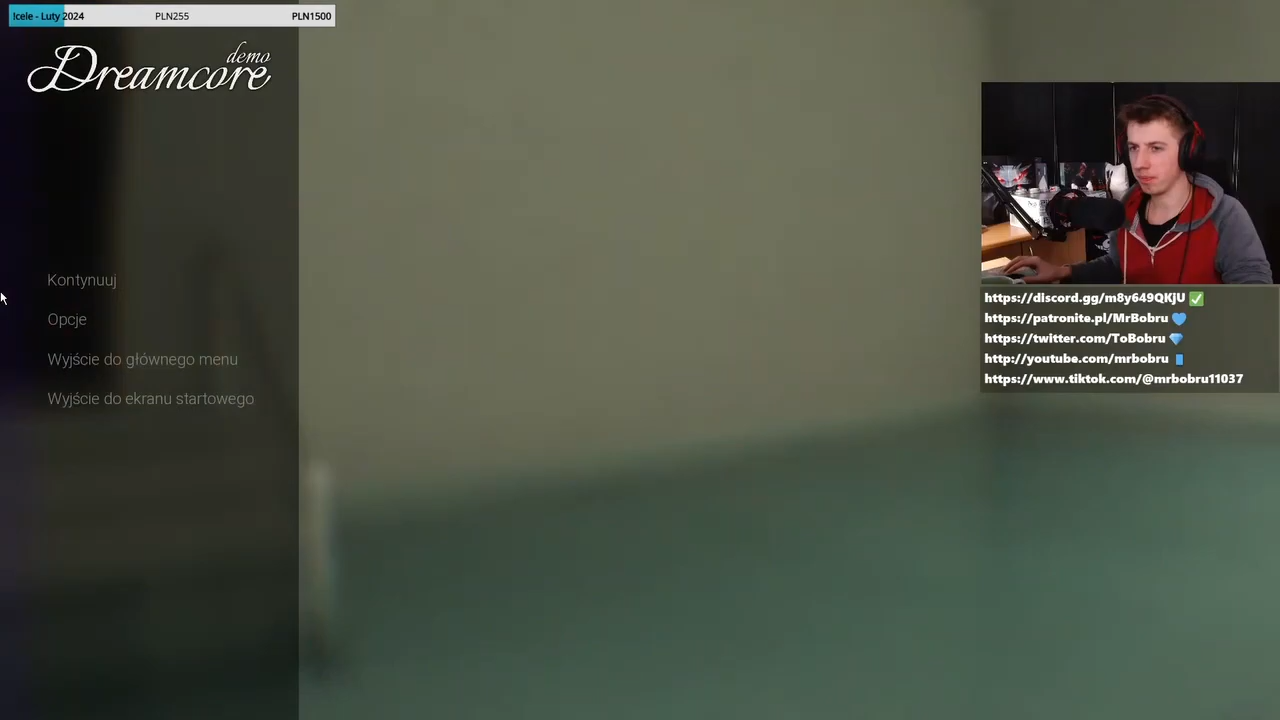 !cele - Luty 2024 PLN255 PLN1500
demo
Dreamcore
Kontynuuj
Opcje
Wyjście do głównego menu
Wyjście do ekranu startowego
https://discord.gg/m8y649QKjU
https://patronite.pl/MrBobru
https://twitter.com/ToBobru
http://youtube.com/mrbobru
https://www.tiktok.com/@mrbobru11037